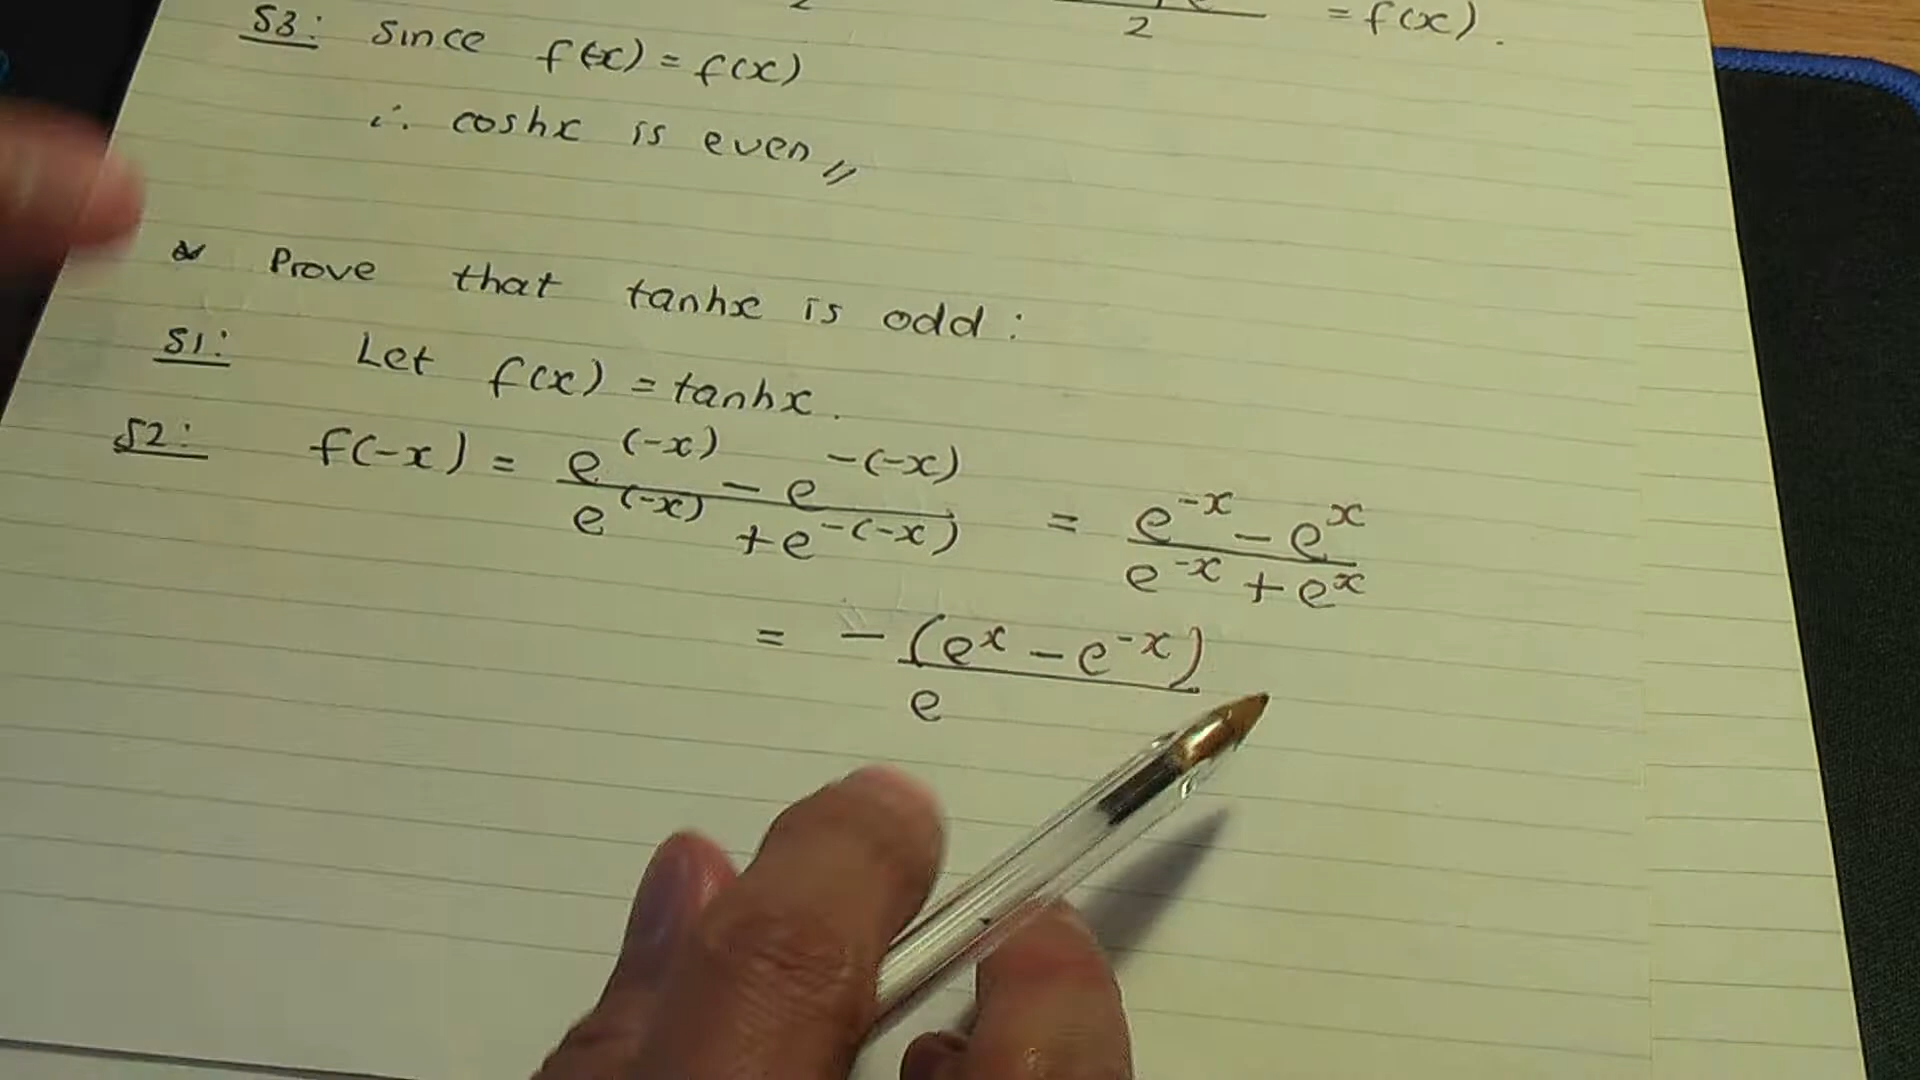 2 = f(x).
S3: Since f(-x) = f(x)
∴ coshx is even,,
Prove that tanhx is odd:
S1: Let f(x) = tanhx.
S2: f(-x) = (e^(-x) - e^-(-x)) / (e^(-x) + e^-(-x)) = (e^-x - e^x) / (e^-x + e^x)
= -(e^x - e^-x) / e